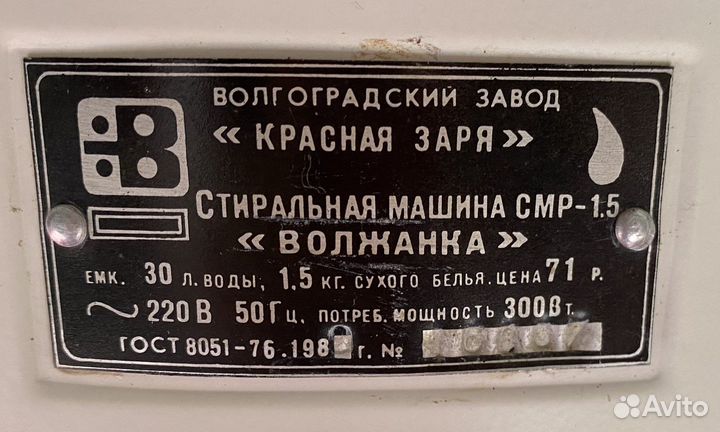 ВОЛГОГРАДСКИЙ ЗАВОД
« КРАСНАЯ ЗАРЯ »
СТИРАЛЬНАЯ МАШИНА СМР-1.5
« ВОЛЖАНКА »
ЕМК. 30 Л. ВОДЫ; 1.5 КГ. СУХОГО БЕЛЬЯ. ЦЕНА 71 Р.
~ 220 В 50 Гц. ПОТРЕБ. МОЩНОСТЬ 300 Вт.
ГОСТ 8051-76. 198 г. №
Avito